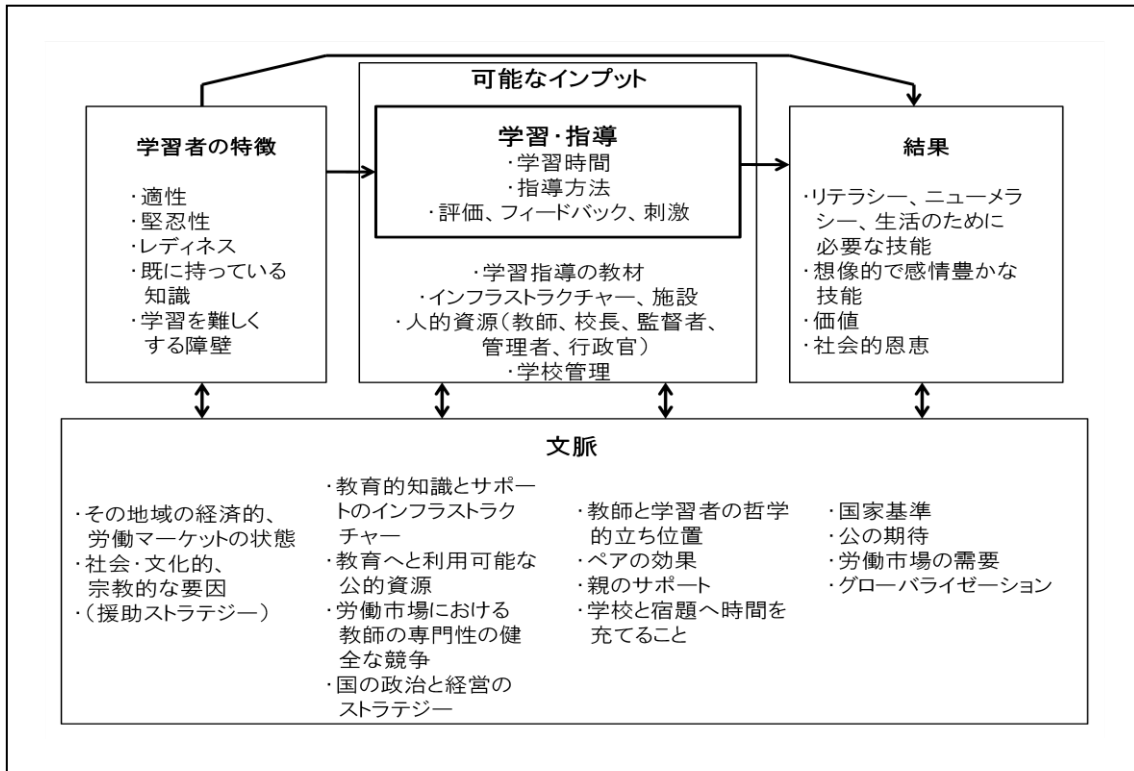 可能なインプット
学習者の特徴
・適性
・堅忍性
・レディネス
・既に持っている
知識
・学習を難しく
する障壁
学習・指導
・学習時間
・指導方法
・評価、フィードバック、刺激
・学習指導の教材
・インフラストラクチャー、施設
・人的資源(教師、校長、監督者、
管理者、行政官)
・学校管理
結果
・リテラシー、ニューメラ
シー、生活のために
必要な技能
・想像的で感情豊かな
技能
・価値
・社会的恩恵
文脈
・その地域の経済的、
労働マーケットの状態
・社会・文化的、
宗教的な要因
・(援助ストラテジー)
・教育的知識とサポー
トのインフラストラク
チャー
・教育へと利用可能な
公的資源
・労働市場における
教師の専門性の健
全な競争
・国の政治と経営の
ストラテジー
・教師と学習者の哲学
的立ち位置
・ペアの効果
・親のサポート
・学校と宿題へ時間を
充てること
・国家基準
・公の期待
・労働市場の需要
・グローバライゼーション